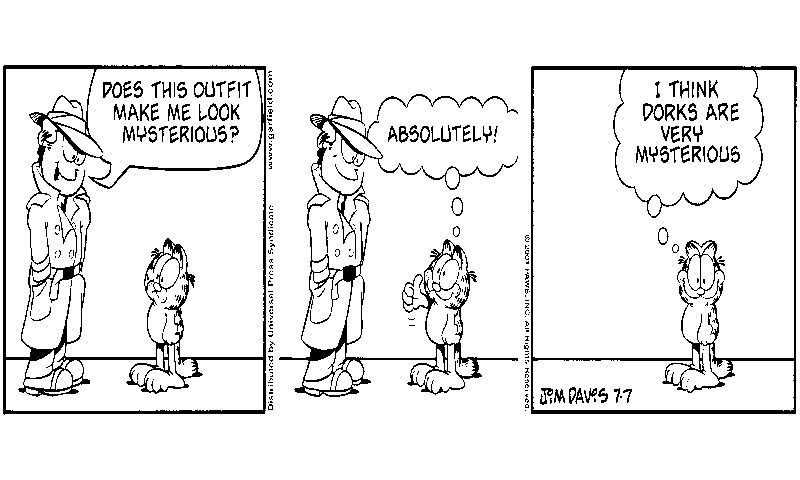 DOES THIS OUTFIT
MAKE ME LOOK
MYSTERIOUS?
www.garfield.com
Distributed by Universal Press Syndicate
ABSOLUTELY!
I THINK
DORKS ARE
VERY
MYSTERIOUS
JIM DAVIS 7-7